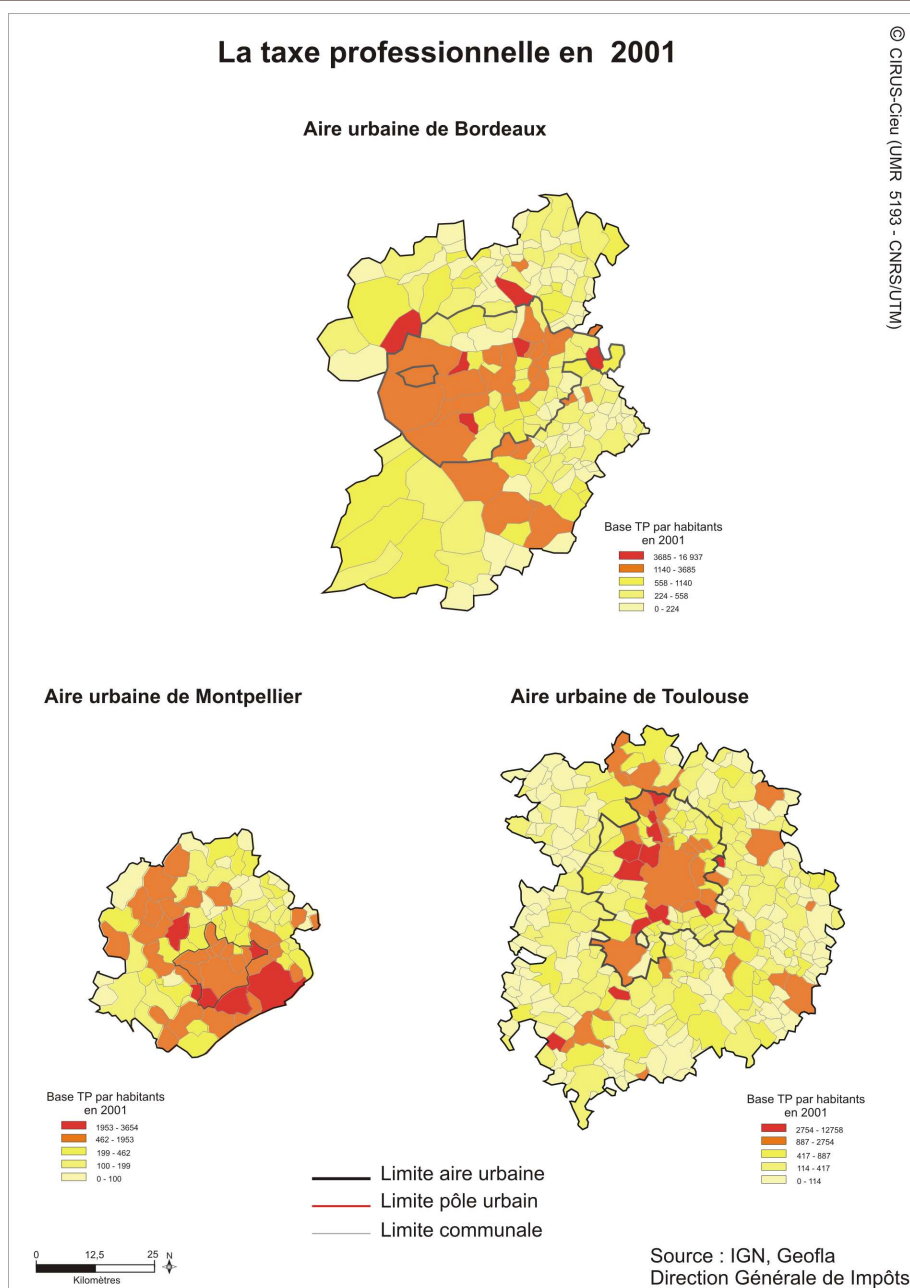 La taxe professionnelle en 2001
© CIRUS-Cieu (UMR 5193 - CNRS/UTM)
Aire urbaine de Bordeaux
Base TP par habitants
en 2001
3685 - 16 937
1140 - 3685
558 - 1140
224 - 558
0 - 224
Aire urbaine de Montpellier
Aire urbaine de Toulouse
Base TP par habitants
en 2001
1953 - 3654
462 - 1953
199 - 462
100 - 199
0 - 100
Base TP par habitants
en 2001
2754 - 12758
887 - 2754
417 - 887
114 - 417
0 - 114
Limite aire urbaine
Limite pôle urbain
Limite communale
0 12,5 25 N
Kilomètres
Source : IGN, Geofla
Direction Générale de Impôts